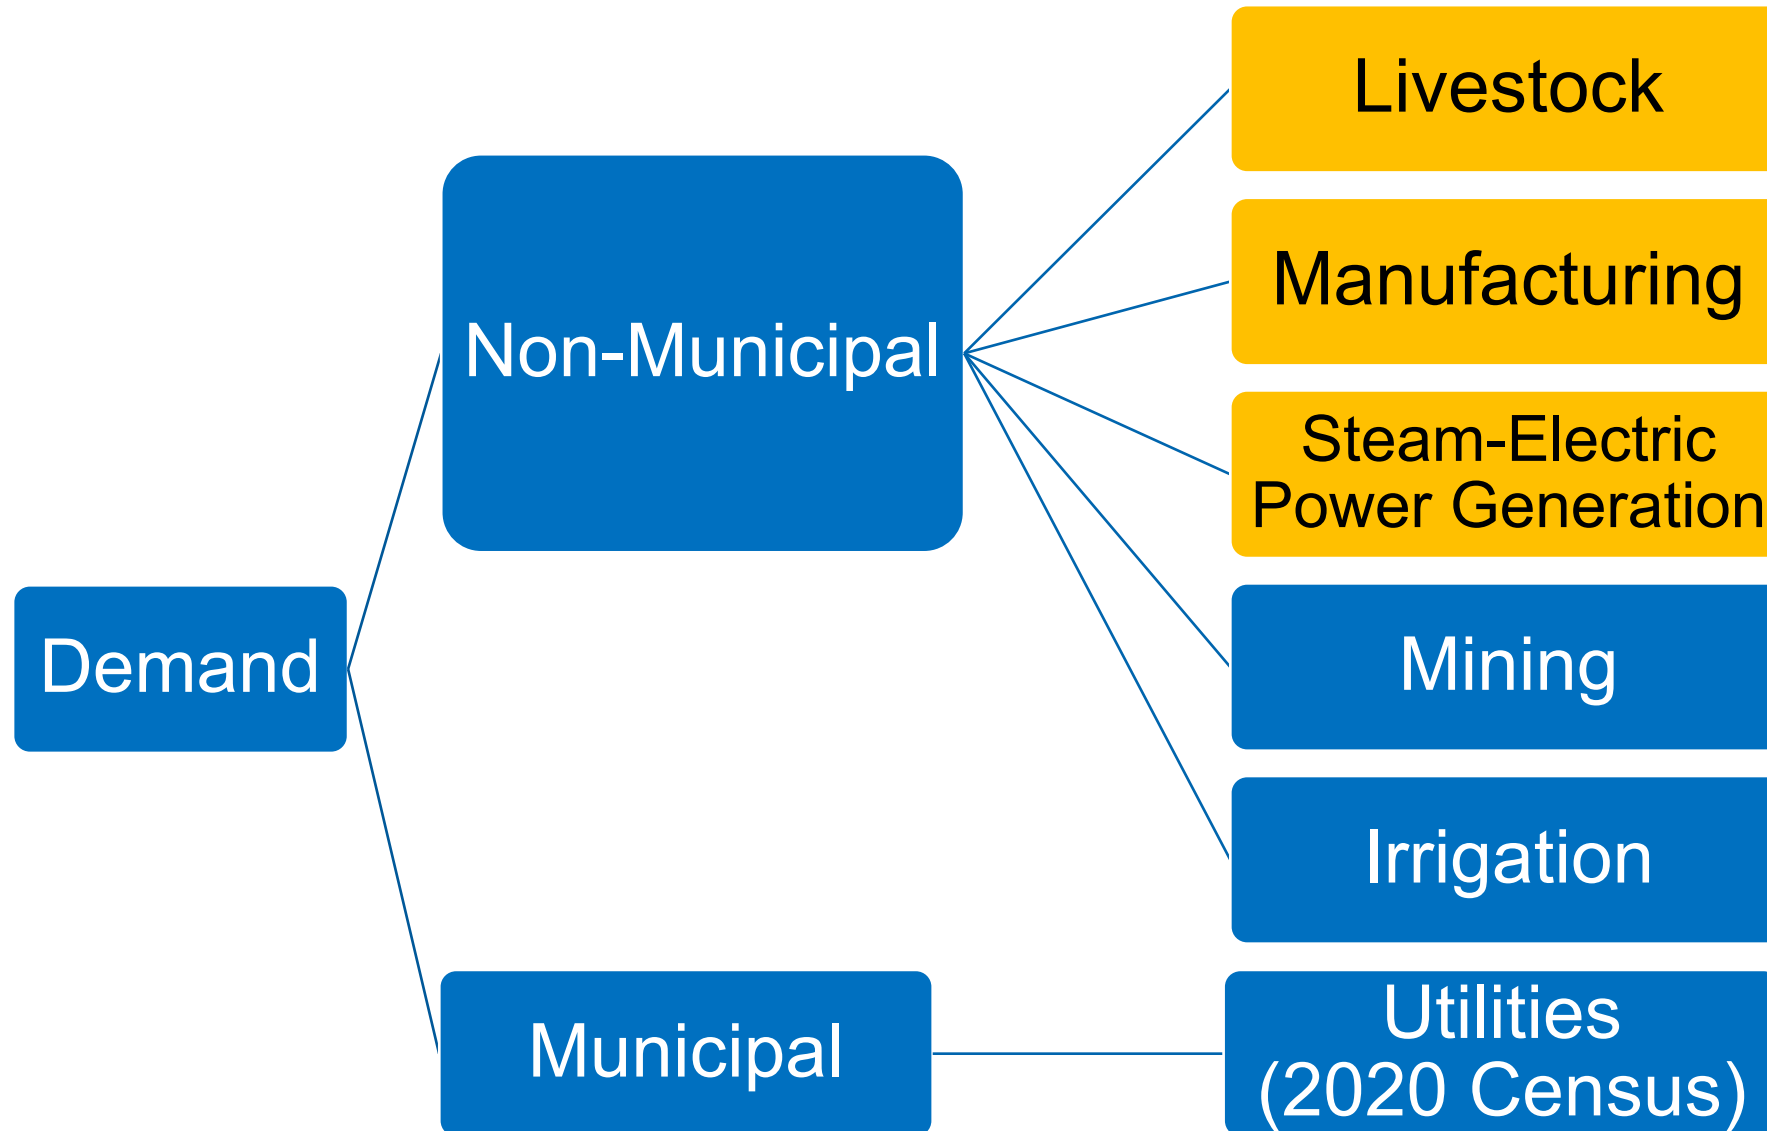 Demand
Non-Municipal
Livestock
Manufacturing
Steam-Electric
Power Generation
Mining
Irrigation
Municipal
Utilities
(2020 Census)